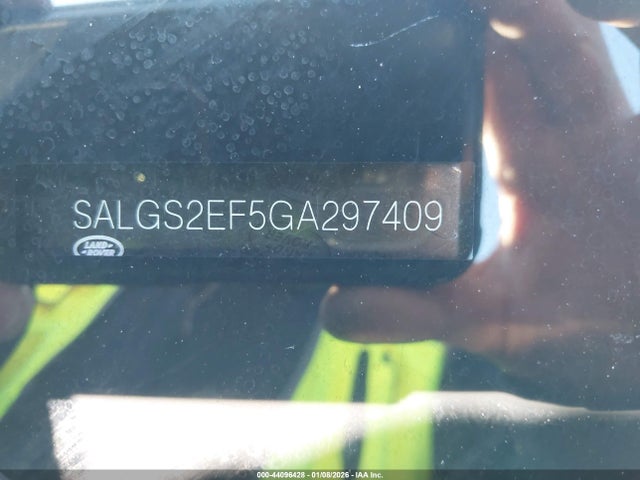 SALGS2EF5GA297409
LAND
ROVER
000-44096428 - 01/08/2026 - IAA Inc.